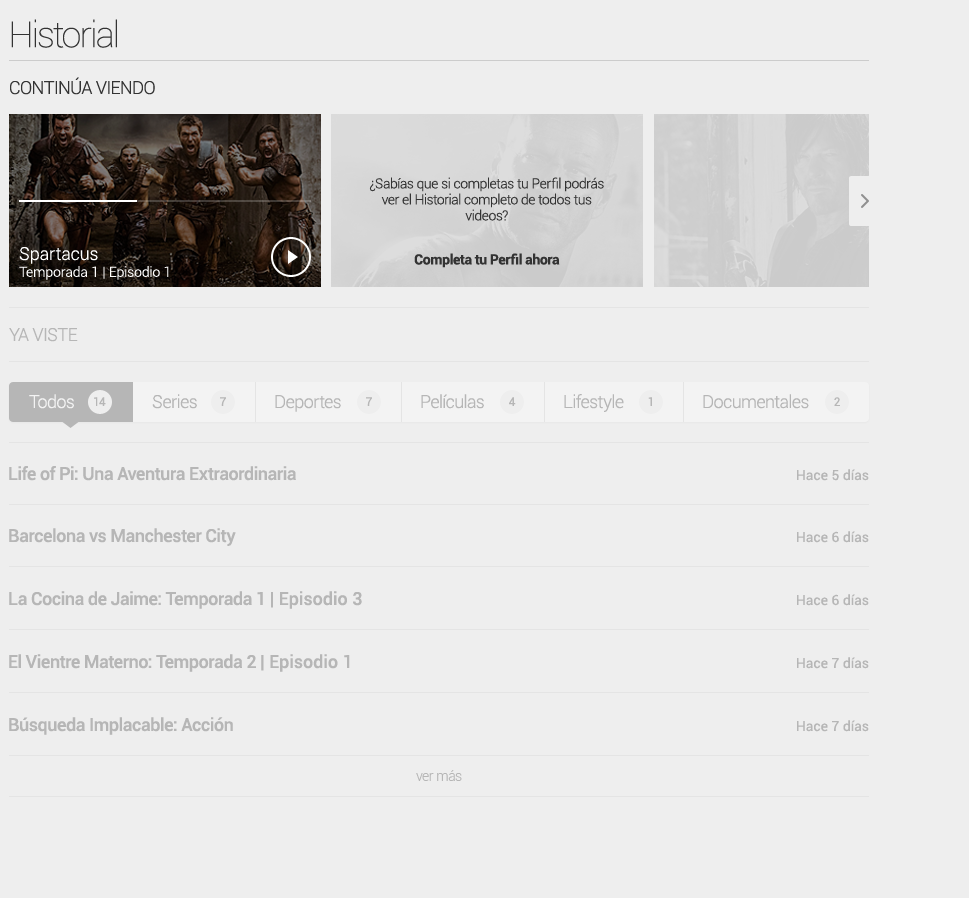 Historial
CONTINÚA VIENDO
Spartacus
Temporada 1 | Episodio 1
¿Sabías que si completas tu Perfil podrás
ver el Historial completo de todos tus
videos?
Completa tu Perfil ahora
YA VISTE
Todos 14 Series 7 Deportes 7 Películas 4 Lifestyle 1 Documentales 2
Life of Pi: Una Aventura Extraordinaria Hace 5 días
Barcelona vs Manchester City Hace 6 días
La Cocina de Jaime: Temporada 1 | Episodio 3 Hace 6 días
El Vientre Materno: Temporada 2 | Episodio 1 Hace 7 días
Búsqueda Implacable: Acción Hace 7 días
ver más